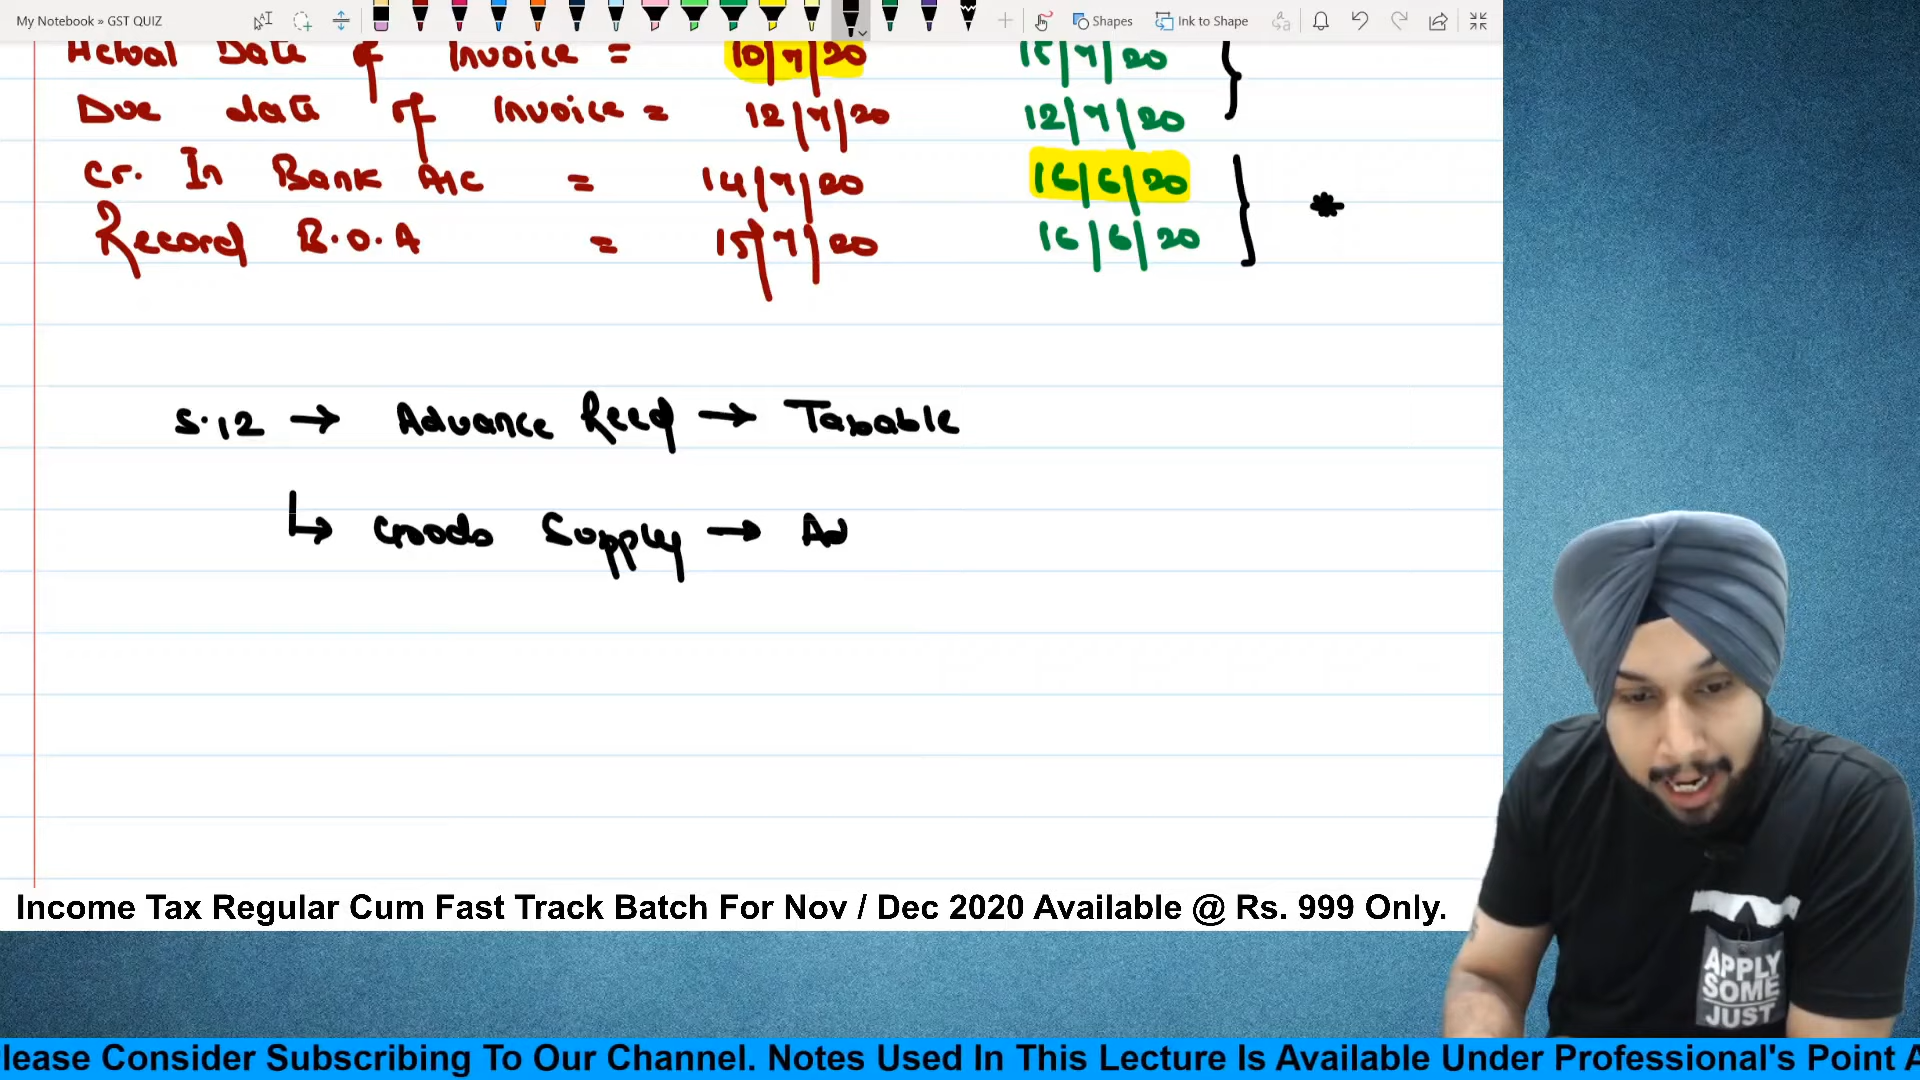 My Notebook » GST QUIZ
Shapes
Ink to Shape
Actual Date of Invoice = 10/7/20 15/7/20
Due date of Invoice = 12/7/20 12/7/20
Cr. In Bank A/c = 14/7/20 16/6/20
Record B.O.A = 15/7/20 16/6/20
S.12 → Advance Recd → Taxable
Goods Supply → Ad
APPLY
SOME
JUST
Income Tax Regular Cum Fast Track Batch For Nov / Dec 2020 Available @ Rs. 999 Only.
lease Consider Subscribing To Our Channel. Notes Used In This Lecture Is Available Under Professional's Point A